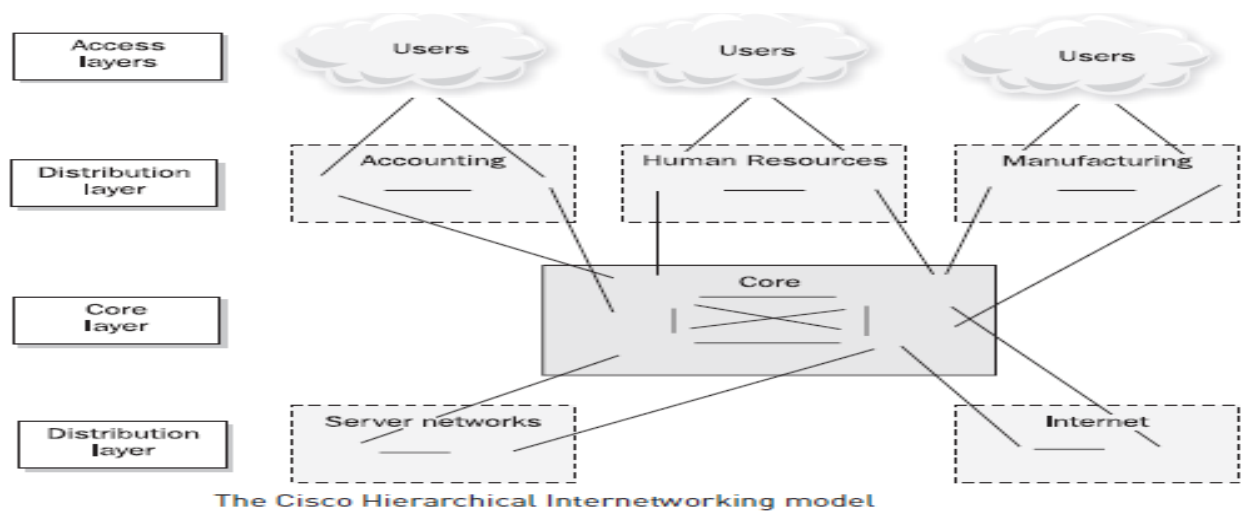 Access
layers
Users
Users
Users
Distribution
layer
Accounting
Human Resources
Manufacturing
Core
layer
Core
Distribution
layer
Server networks
Internet
The Cisco Hierarchical Internetworking model